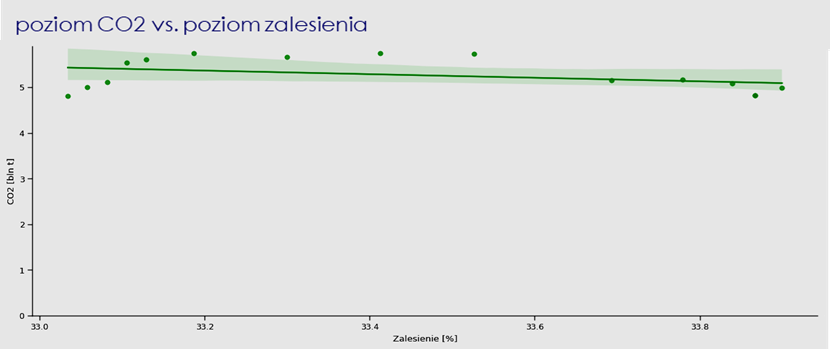 poziom CO2 vs. poziom zalesienia
5
4
3
2
1
0
CO2 [bln t]
33.0 33.2 33.4 33.6 33.8
Zalesienie [%]